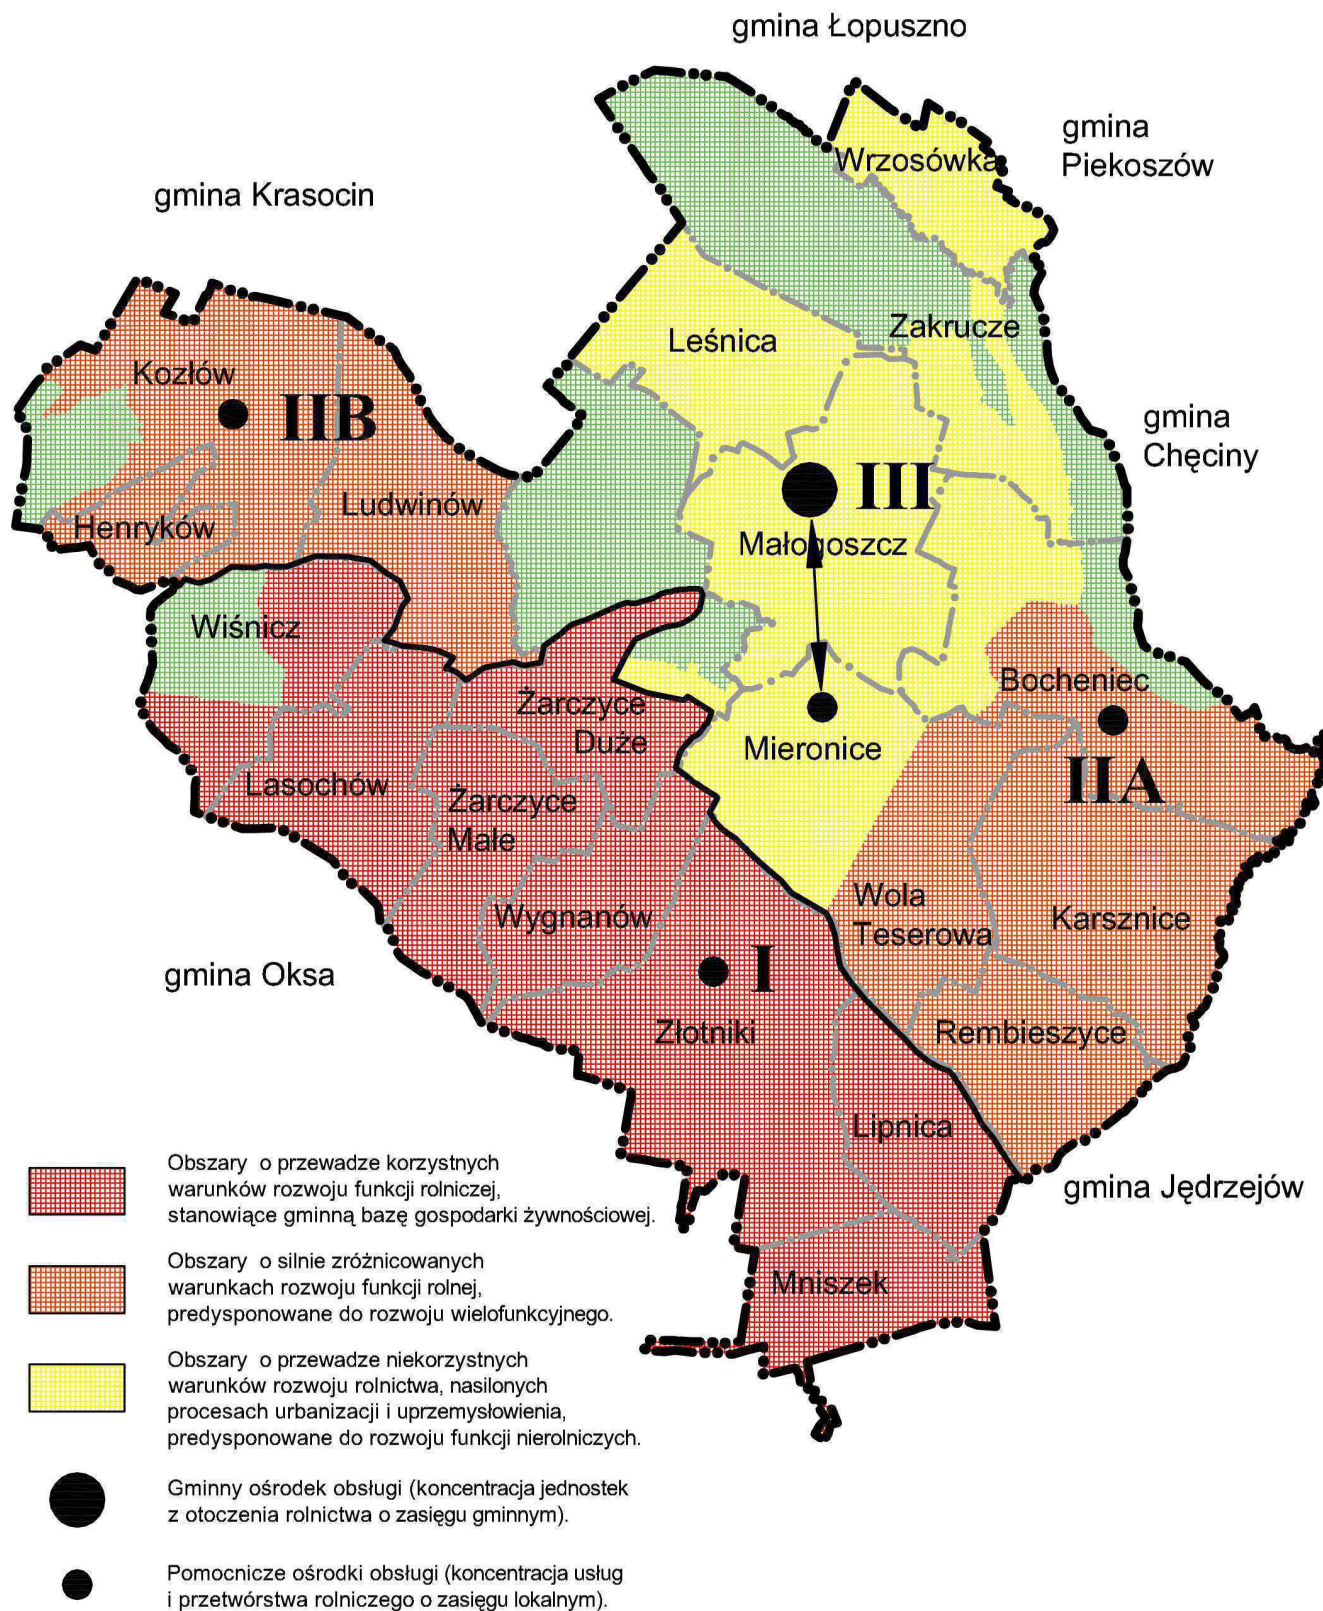 gmina Łopuszno
gmina
Piekoszów
Wrzosówka
gmina Krasocin
Zakrucze
Leśnica
Kozłów
IIB
gmina
Chęciny
III
Ludwinów
Henryków
Małogoszcz
Wiśnicz
Bocheniec
Żarczyce
Duże
Mieronice
IIA
Lasochów
Żarczyce
Małe
Wola
Teserowa
Karsznice
Wygnanów
gmina Oksa
I
Złotniki
Rembieszyce
Lipnica
gmina Jędrzejów
Mniszek
Obszary o przewadze korzystnych
warunków rozwoju funkcji rolniczej,
stanowiące gminną bazę gospodarki żywnościowej.
Obszary o silnie zróżnicowanych
warunkach rozwoju funkcji rolnej,
predysponowane do rozwoju wielofunkcyjnego.
Obszary o przewadze niekorzystnych
warunków rozwoju rolnictwa, nasilonych
procesach urbanizacji i uprzemysłowienia,
predysponowane do rozwoju funkcji nierolniczych.
Gminny ośrodek obsługi (koncentracja jednostek
z otoczenia rolnictwa o zasięgu gminnym).
Pomocnicze ośrodki obsługi (koncentracja usług
i przetwórstwa rolniczego o zasięgu lokalnym).